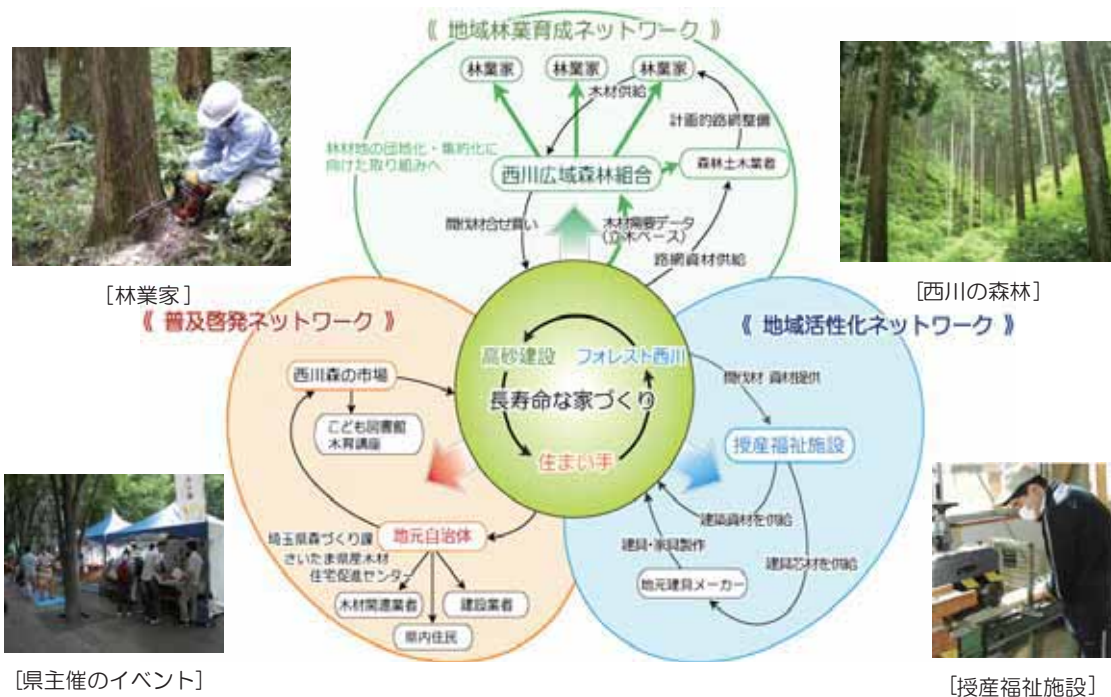 《 地域林業育成ネットワーク 》
林業家
林業家
林業家
木材供給
計画的路網整備
林材地の団地化・集約化に
向けた取り組みへ
西川広域森林組合
森林土木業者
間伐材合せ買い
木材需要データ
(立木ベース)
路網資材供給
[林業家]
[西川の森林]
《 普及啓発ネットワーク 》
《 地域活性化ネットワーク 》
高砂建設
フォレスト西川
長寿命な家づくり
住まい手
西川森の市場
こども図書館
木育講座
間伐材 資材提供
授産福祉施設
地元自治体
埼玉県森づくり課
さいたま県産木材
住宅促進センター
木材関連業者
建設業者
県内住民
建築資材を供給
建具・家具製作
建具芯材を供給
地元建具メーカー
[県主催のイベント]
[授産福祉施設]